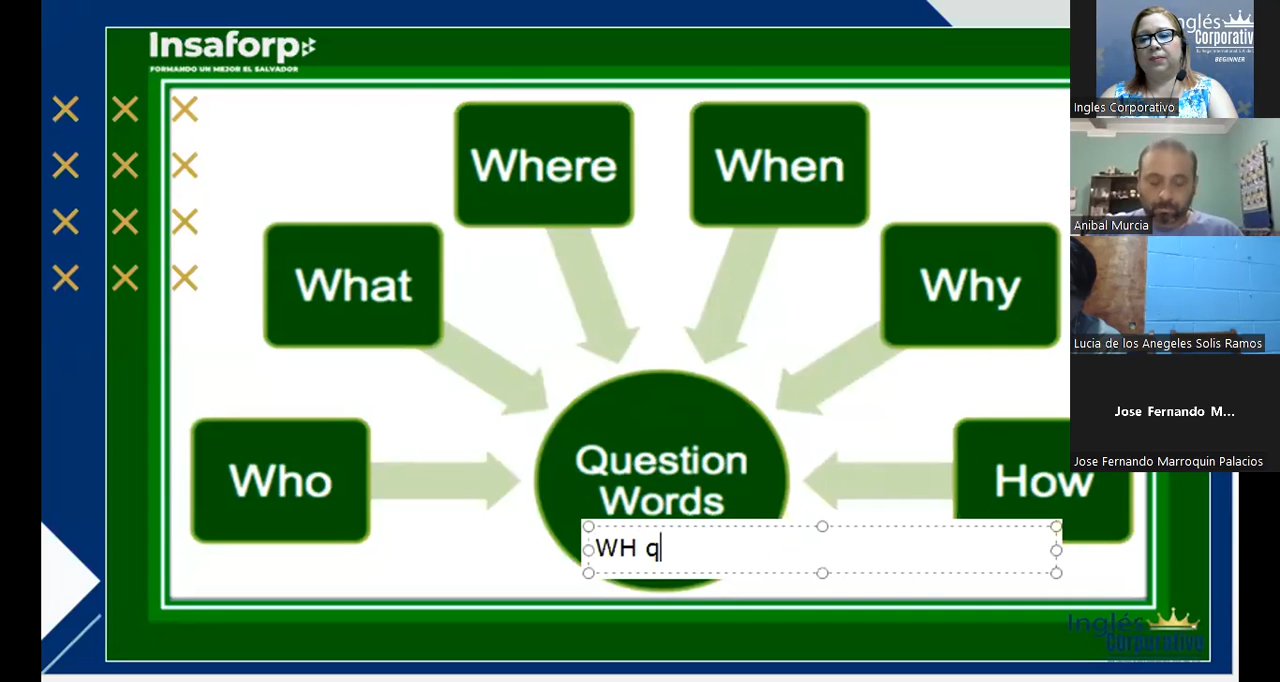 Insaforp
FORMANDO UN MEJOR EL SALVADOR
Where
When
What
Why
Who
Question
Words
How
WH q
Inglés
Corporativo
Inglés
Corporativo
BEGINNER
Ingles Corporativo
Anibal Murcia
Lucia de los Anegeles Solis Ramos
Jose Fernando M...
Jose Fernando Marroquin Palacios